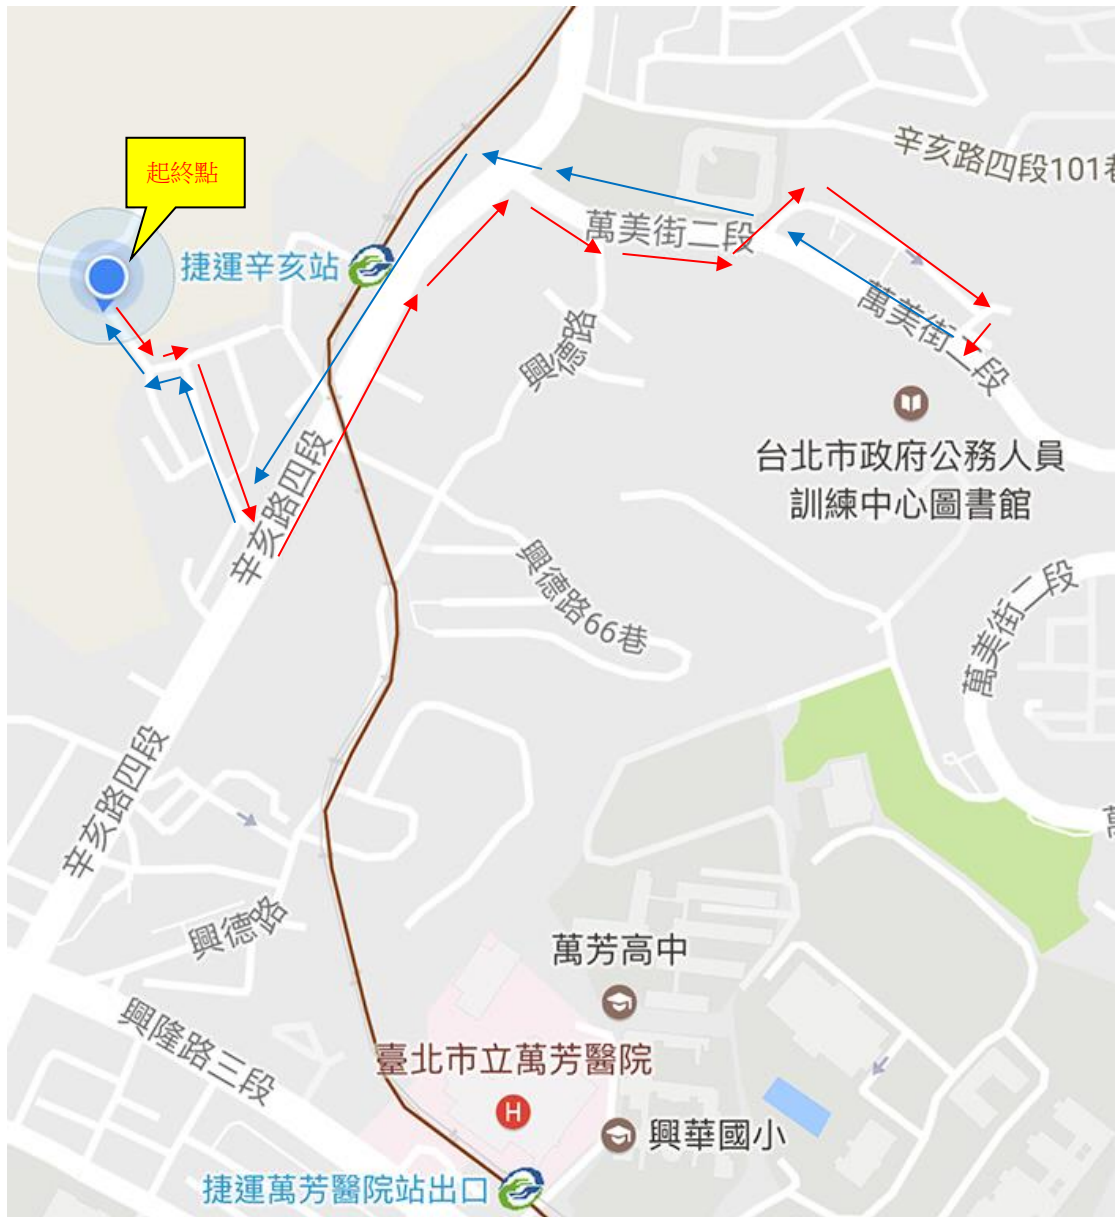 起終點
辛亥路四段101巷
捷運辛亥站
萬美街二段
萬美街二段
興德路
台北市政府公務人員
訓練中心圖書館
辛亥路四段
興德路66巷
萬美街二段
辛亥路四段
興德路
萬芳高中
興隆路三段
臺北市立萬芳醫院
H
興華國小
捷運萬芳醫院站出口